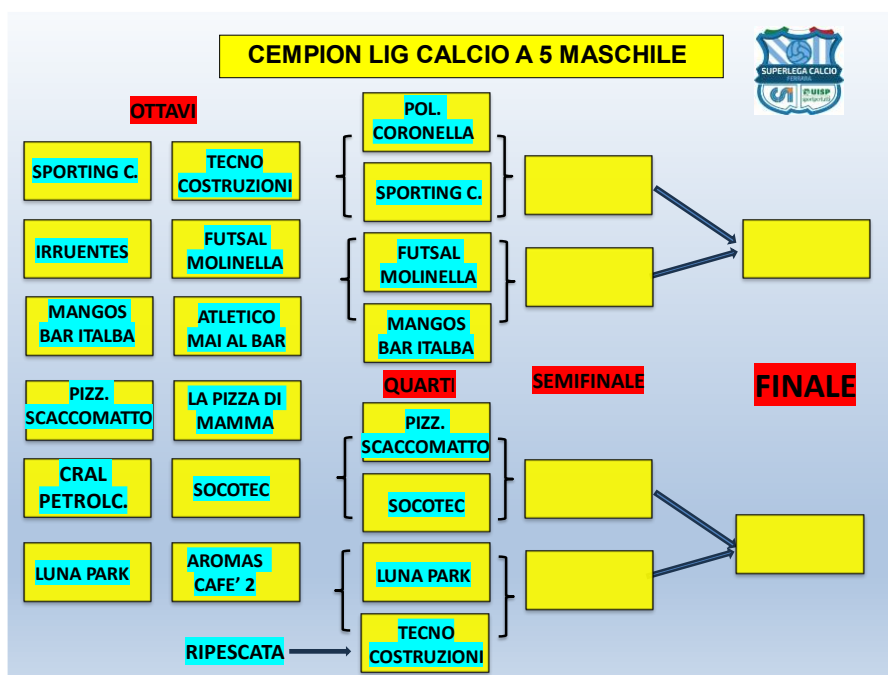 CEMPION LIG CALCIO A 5 MASCHILE
SUPERLEGA CALCIO
FERRARA
CSI
UISP
sportpertutti
OTTAVI
SPORTING C.
TECNO
COSTRUZIONI
IRRUENTES
FUTSAL
MOLINELLA
MANGOS
BAR ITALBA
ATLETICO
MAI AL BAR
PIZZ.
SCACCOMATTO
LA PIZZA DI
MAMMA
CRAL
PETROLC.
SOCOTEC
LUNA PARK
AROMAS
CAFE’ 2
RIPESCATA
POL.
CORONELLA
SPORTING C.
FUTSAL
MOLINELLA
MANGOS
BAR ITALBA
QUARTI
PIZZ.
SCACCOMATTO
SOCOTEC
LUNA PARK
TECNO
COSTRUZIONI
SEMIFINALE
FINALE